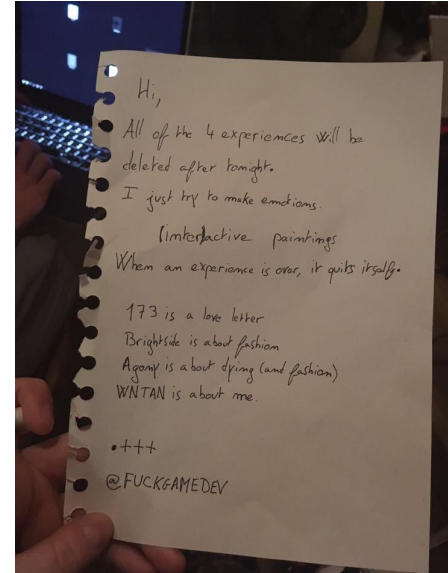 Hi,
All of the 4 experiences will be
deleted after tonight.
I just try to make emotions.
(Inter)active paintings
When an experience is over, it quits itself.
173 is a love letter
Brightside is about fashion
Agony is about dying (and fashion)
WNTAN is about me.
•+++
@FUCKGAMEDEV